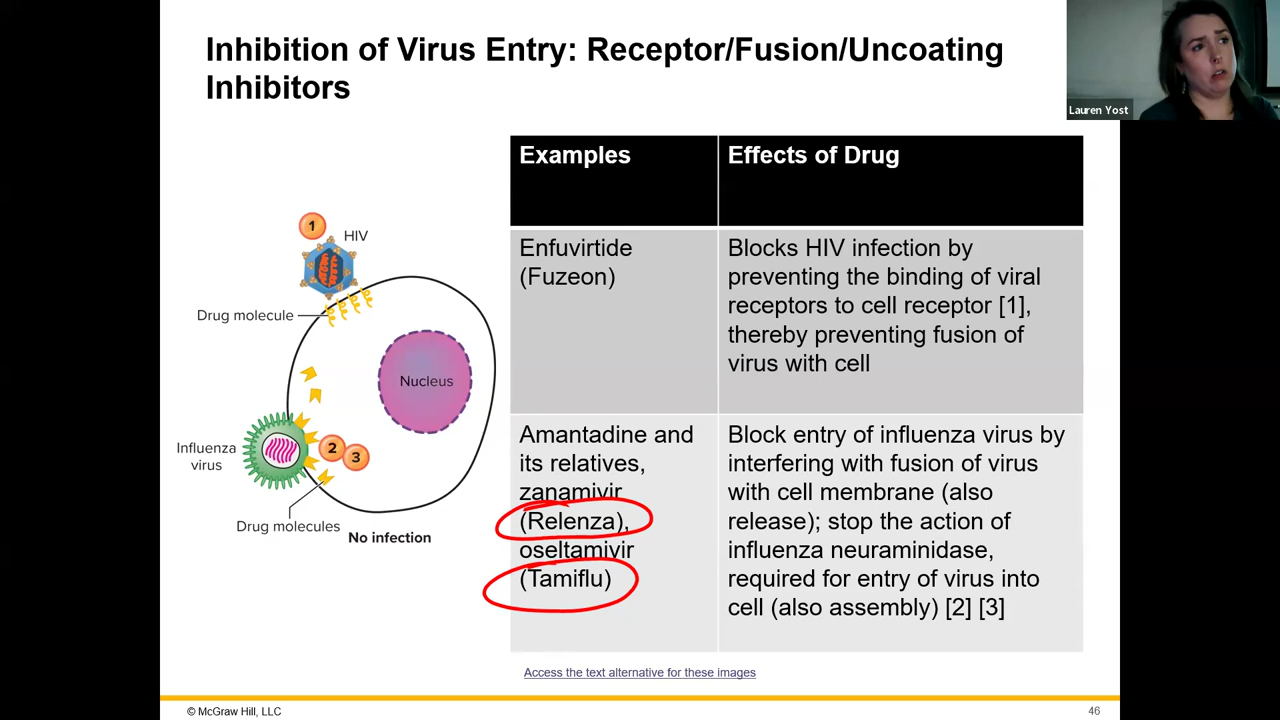 Inhibition of Virus Entry: Receptor/Fusion/Uncoating
Inhibitors
Lauren Yost
1
HIV
Drug molecule
Nucleus
Influenza
virus
2
3
Drug molecules
No infection
Examples
Effects of Drug
Enfuvirtide
(Fuzeon)
Blocks HIV infection by
preventing the binding of viral
receptors to cell receptor [1],
thereby preventing fusion of
virus with cell
Amantadine and
its relatives,
zanamivir
(Relenza),
oseltamivir
(Tamiflu)
Block entry of influenza virus by
interfering with fusion of virus
with cell membrane (also
release); stop the action of
influenza neuraminidase,
required for entry of virus into
cell (also assembly) [2] [3]
Access the text alternative for these images
© McGraw Hill, LLC
46